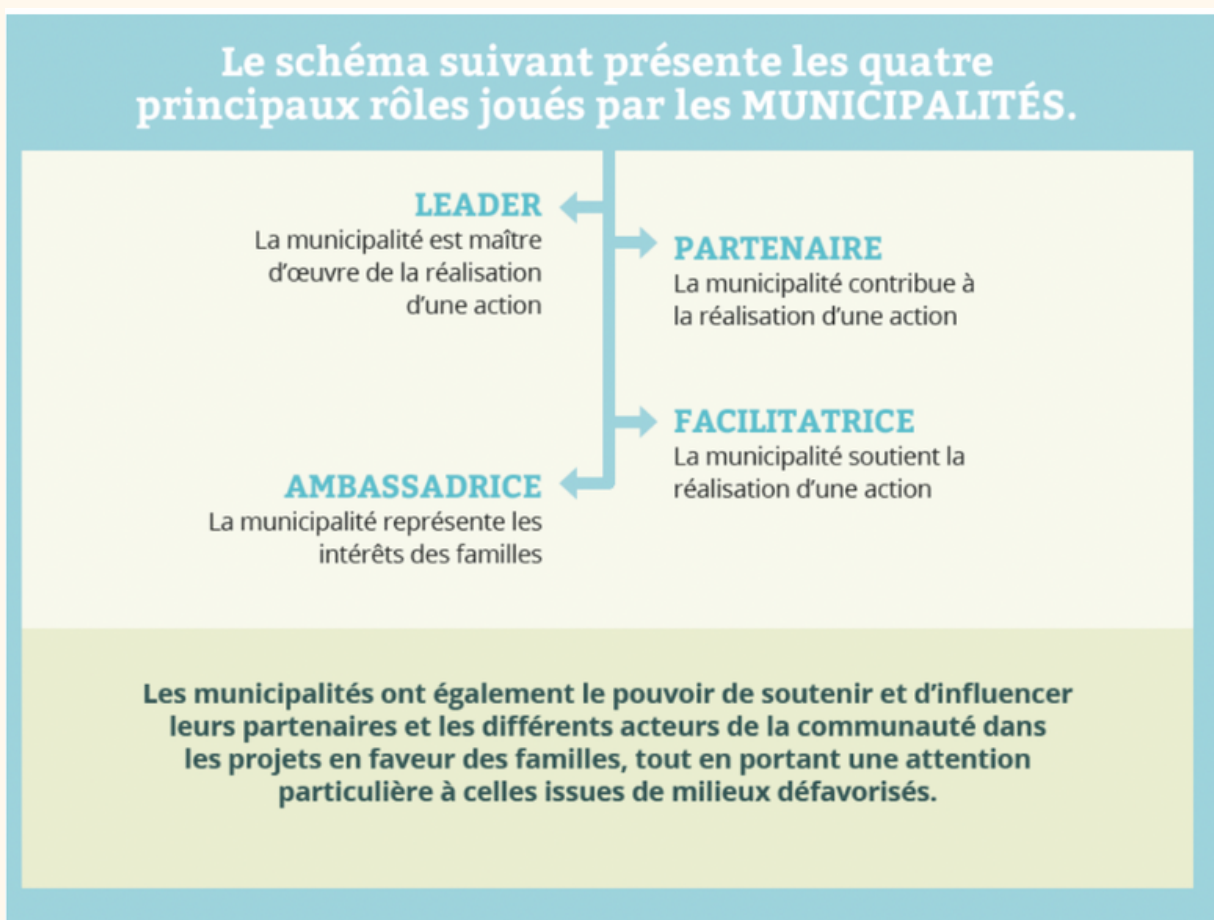 Le schéma suivant présente les quatre
principaux rôles joués par les MUNICIPALITÉS.
LEADER
La municipalité est maître
d’œuvre de la réalisation
d’une action
PARTENAIRE
La municipalité contribue à
la réalisation d’une action
FACILITATRICE
La municipalité soutient la
réalisation d’une action
AMBASSADRICE
La municipalité représente les
intérêts des familles
Les municipalités ont également le pouvoir de soutenir et d’influencer
leurs partenaires et les différents acteurs de la communauté dans
les projets en faveur des familles, tout en portant une attention
particulière à celles issues de milieux défavorisés.